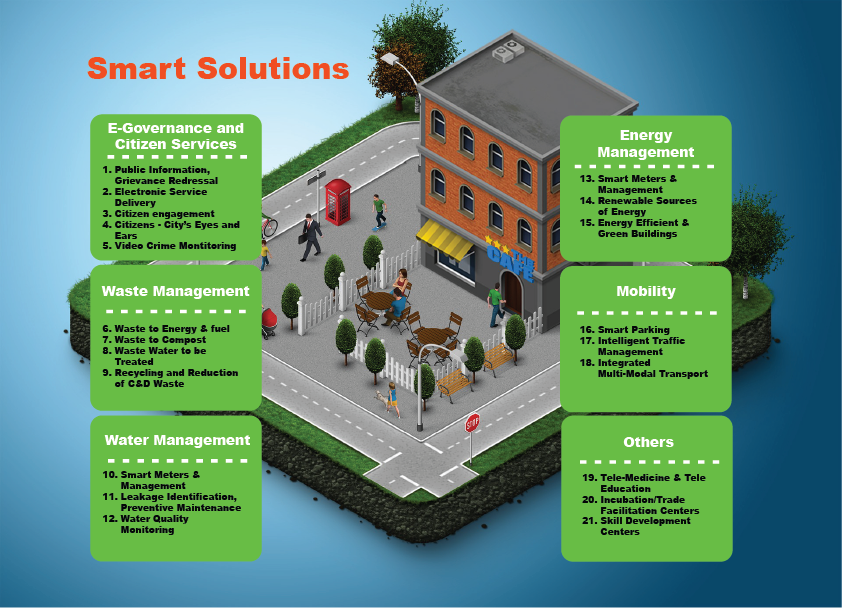 Smart Solutions
E-Governance and
Citizen Services
1. Public Information,
Grievance Redressal
2. Electronic Service
Delivery
3. Citizen engagement
4. Citizens - City's Eyes and
Ears
5. Video Crime Montitoring
Waste Management
6. Waste to Energy & fuel
7. Waste to Compost
8. Waste Water to be
Treated
9. Recycling and Reduction
of C&D Waste
Water Management
10. Smart Meters &
Management
11. Leakage Identification,
Preventive Maintenance
12. Water Quality
Monitoring
Energy
Management
13. Smart Meters &
Management
14. Renewable Sources
of Energy
15. Energy Efficient &
Green Buildings
Mobility
16. Smart Parking
17. Intelligent Traffic
Management
18. Integrated
Multi-Modal Transport
Others
19. Tele-Medicine & Tele
Education
20. Incubation/Trade
Facilitation Centers
21. Skill Development
Centers
THE
CAFE
STOP